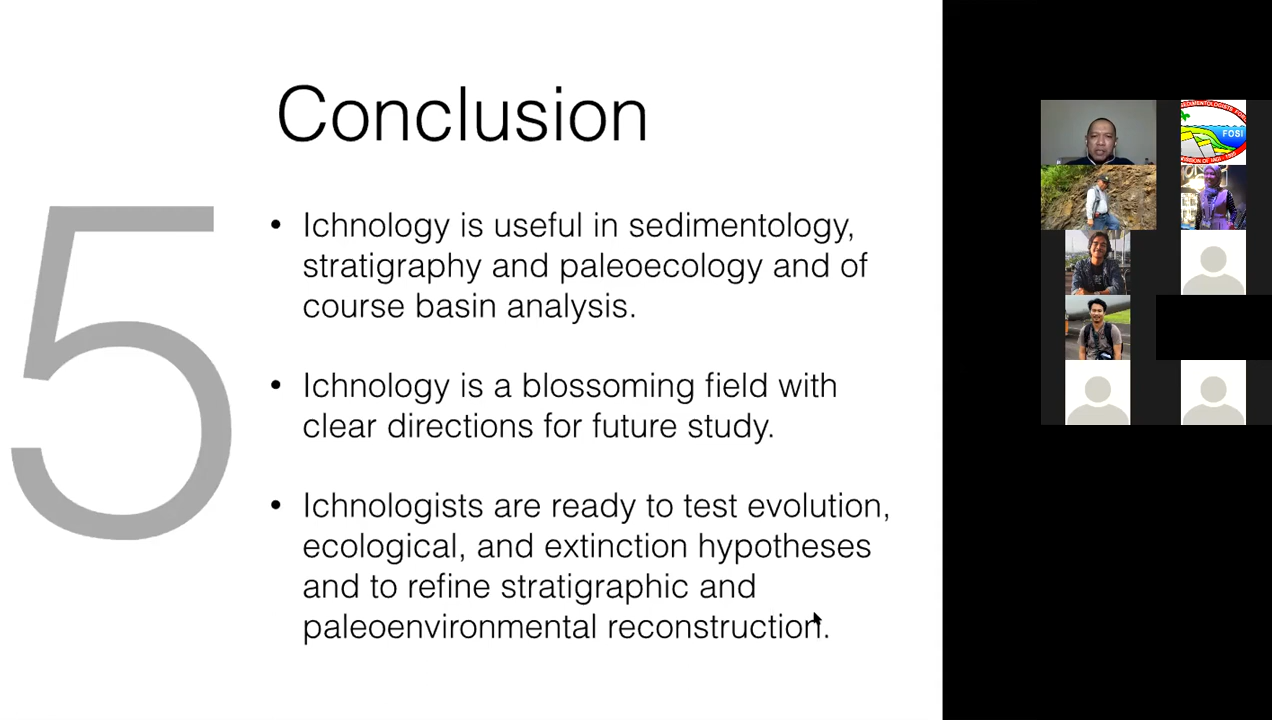 Conclusion
5
• Ichnology is useful in sedimentology,
stratigraphy and paleoecology and of
course basin analysis.
• Ichnology is a blossoming field with
clear directions for future study.
• Ichnologists are ready to test evolution,
ecological, and extinction hypotheses
and to refine stratigraphic and
paleoenvironmental reconstruction.
FOSI